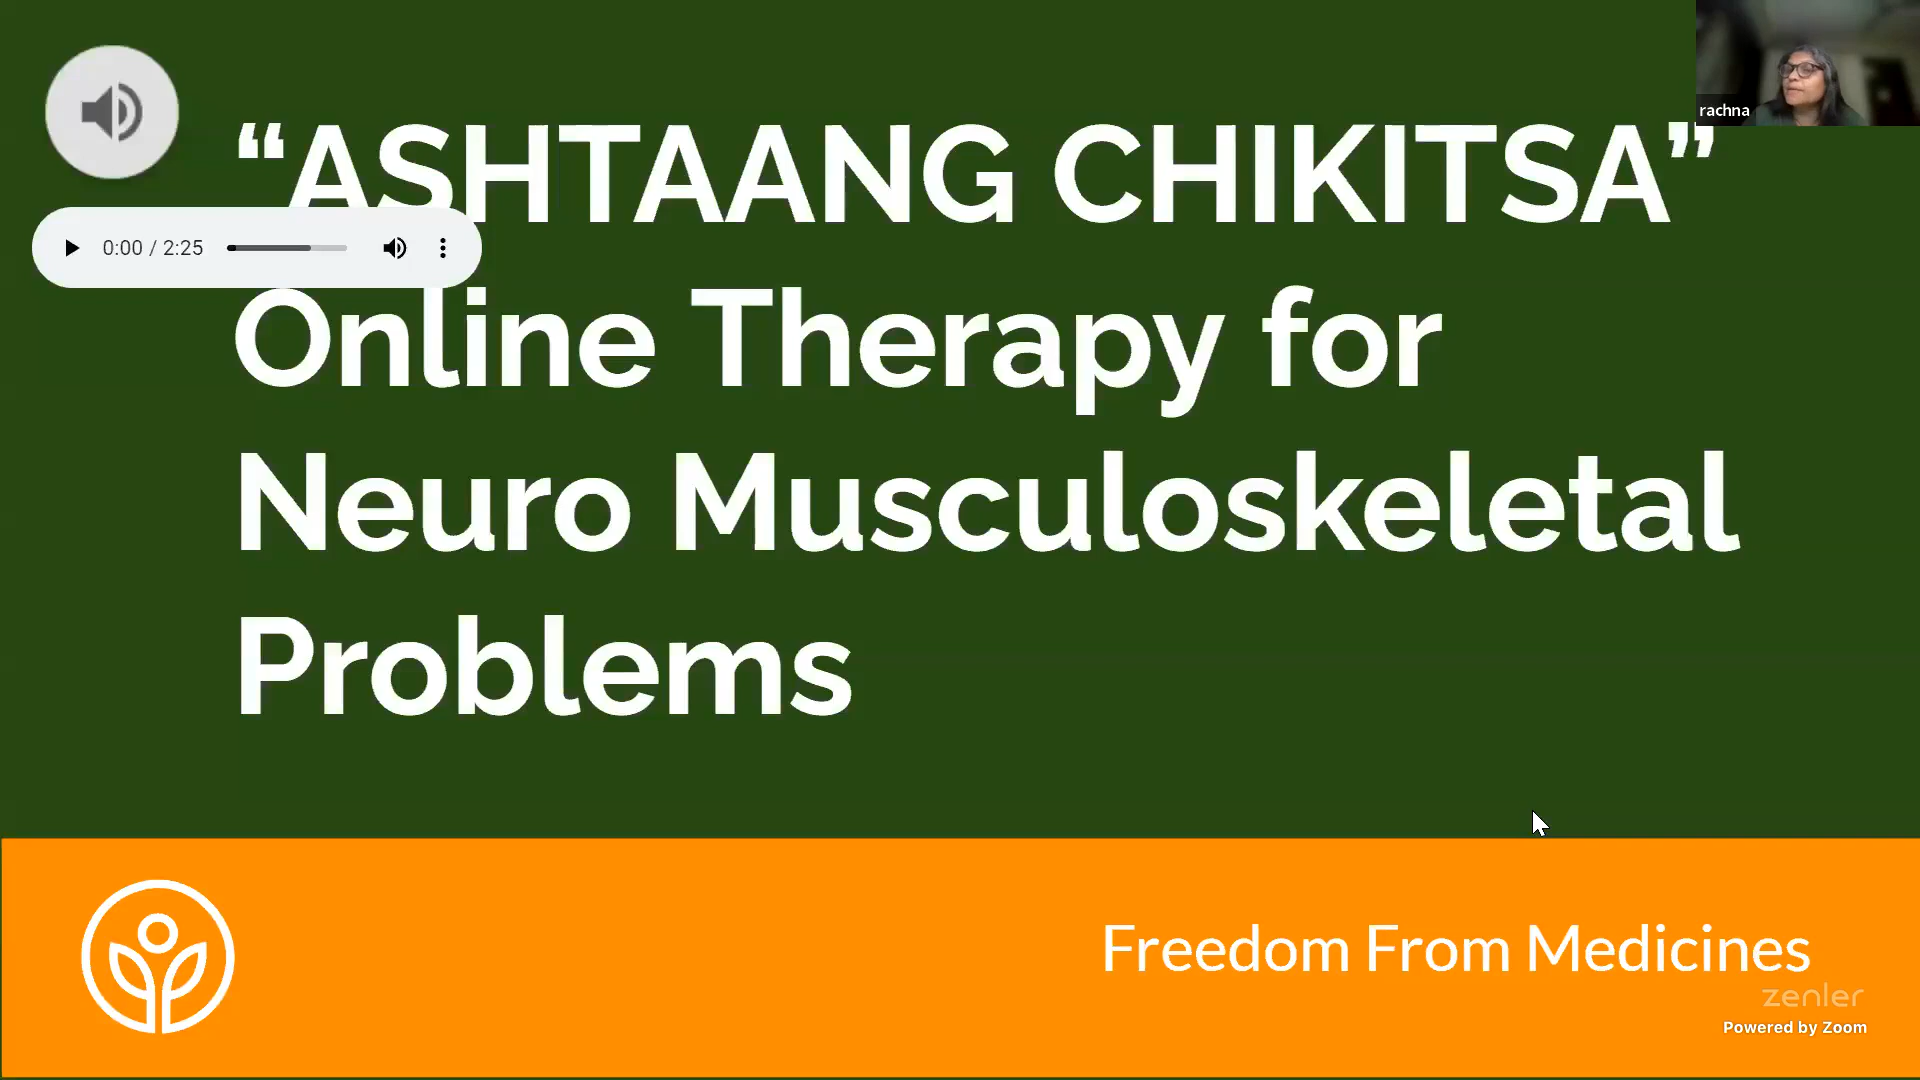 rachna
“ASHTAANG CHIKITSA”
0:00 / 2:25
Online Therapy for
Neuro Musculoskeletal
Problems
Freedom From Medicines
zenler
Powered by Zoom